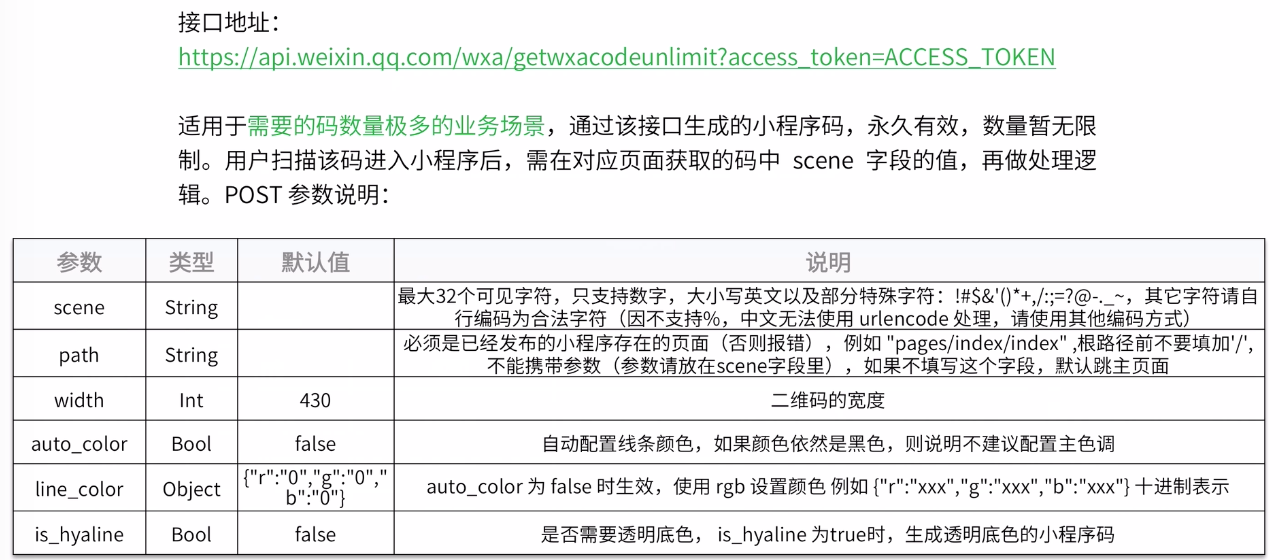 接口地址：
https://api.weixin.qq.com/wxa/getwxacodeunlimit?access_token=ACCESS_TOKEN
适用于需要的码数量极多的业务场景，通过该接口生成的小程序码，永久有效，数量暂无限
制。用户扫描该码进入小程序后，需在对应页面获取的码中 scene 字段的值，再做处理逻
辑。POST 参数说明：
参数 类型 默认值 说明
scene String 最大32个可见字符，只支持数字，大小写英文以及部分特殊字符：!#$&'()*+,/:;=?@-._~，其它字符请自
行编码为合法字符（因不支持%，中文无法使用 urlencode 处理，请使用其他编码方式）
path String 必须是已经发布的小程序存在的页面（否则报错），例如 "pages/index/index" ,根路径前不要填加'/',
不能携带参数（参数请放在scene字段里），如果不填写这个字段，默认跳主页面
width Int 430 二维码的宽度
auto_color Bool false 自动配置线条颜色，如果颜色依然是黑色，则说明不建议配置主色调
line_color Object {"r":"0","g":"0","
b":"0"} auto_color 为 false 时生效，使用 rgb 设置颜色 例如 {"r":"xxx","g":"xxx","b":"xxx"} 十进制表示
is_hyaline Bool false 是否需要透明底色， is_hyaline 为true时，生成透明底色的小程序码